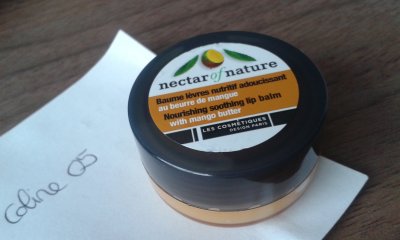 nectar of nature
Baume lèvres nutritif adoucissant
au beurre de mangue
Nourishing soothing lip balm
with mango butter
LES COSMÉTIQUES
DESIGN PARIS
Coline 05